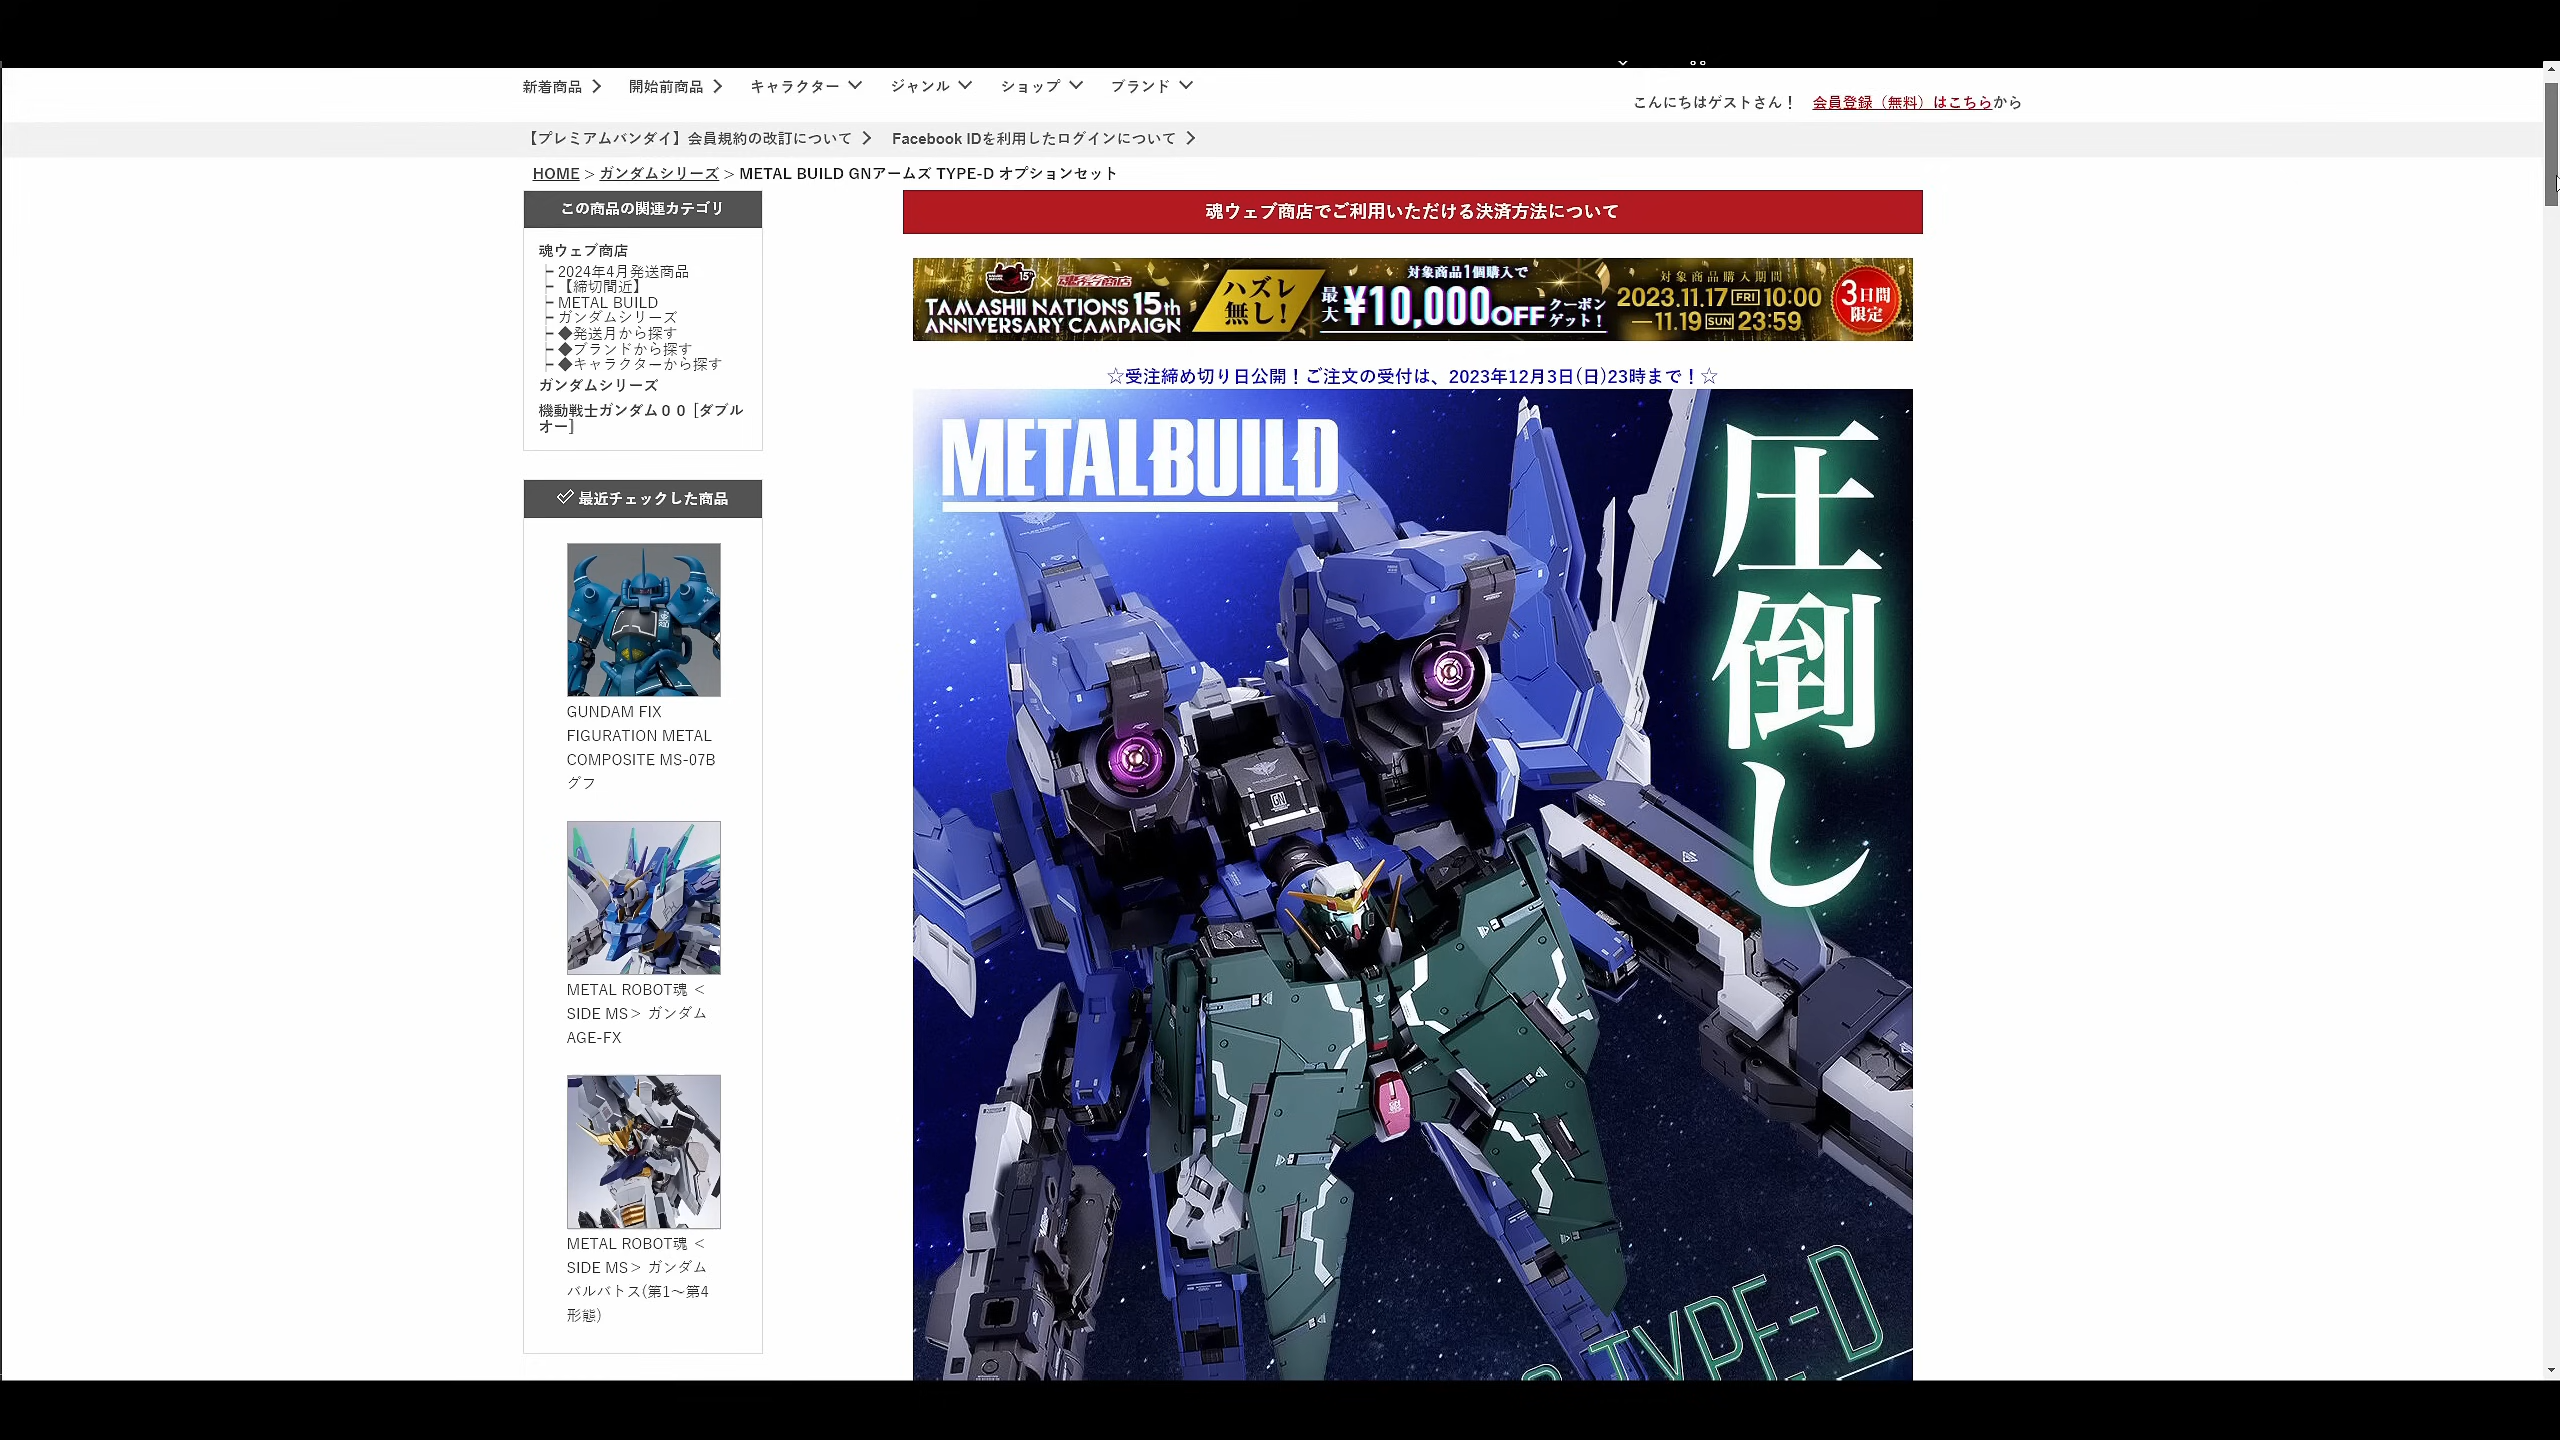 新着商品
開始前商品
キャラクター
ジャンル
ショップ
ブランド
こんにちはゲストさん！ 会員登録（無料）はこちらから
【プレミアムバンダイ】会員規約の改訂について
Facebook IDを利用したログインについて
HOME > ガンダムシリーズ > METAL BUILD GNアームズ TYPE-D オプションセット
この商品の関連カテゴリ
魂ウェブ商店
2024年4月発送商品
【締切間近】
METAL BUILD
ガンダムシリーズ
◆発送月から探す
◆ブランドから探す
◆キャラクターから探す
ガンダムシリーズ
機動戦士ガンダム００ [ダブル
オー]
最近チェックした商品
GUNDAM FIX
FIGURATION METAL
COMPOSITE MS-07B
グフ
METAL ROBOT魂 ＜
SIDE MS＞ ガンダム
AGE-FX
METAL ROBOT魂 ＜
SIDE MS＞ ガンダム
バルバトス(第1～第4
形態)
魂ウェブ商店でご利用いただける決済方法について
15th × 魂ウェブ商店
TAMASHII NATIONS 15th
ANNIVERSARY CAMPAIGN
ハズレ
無し!
対象商品1個購入で
最大 ¥10,000OFF クーポン
ゲット!
対象商品購入期間
2023.11.17 FRI 10:00
—11.19 SUN 23:59
3日間
限定
☆受注締め切り日公開！ご注文の受付は、2023年12月3日(日)23時まで！☆
METAL BUILD
圧倒し
GN
TYPE-D